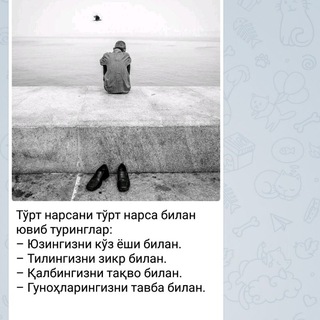 Тўрт нарсани тўрт нарса билан
ювиб туринглар:
– Юзингизни кўз ёши билан.
– Тилингизни зикр билан.
– Қалбингизни тақво билан.
– Гуноҳларингизни тавба билан.